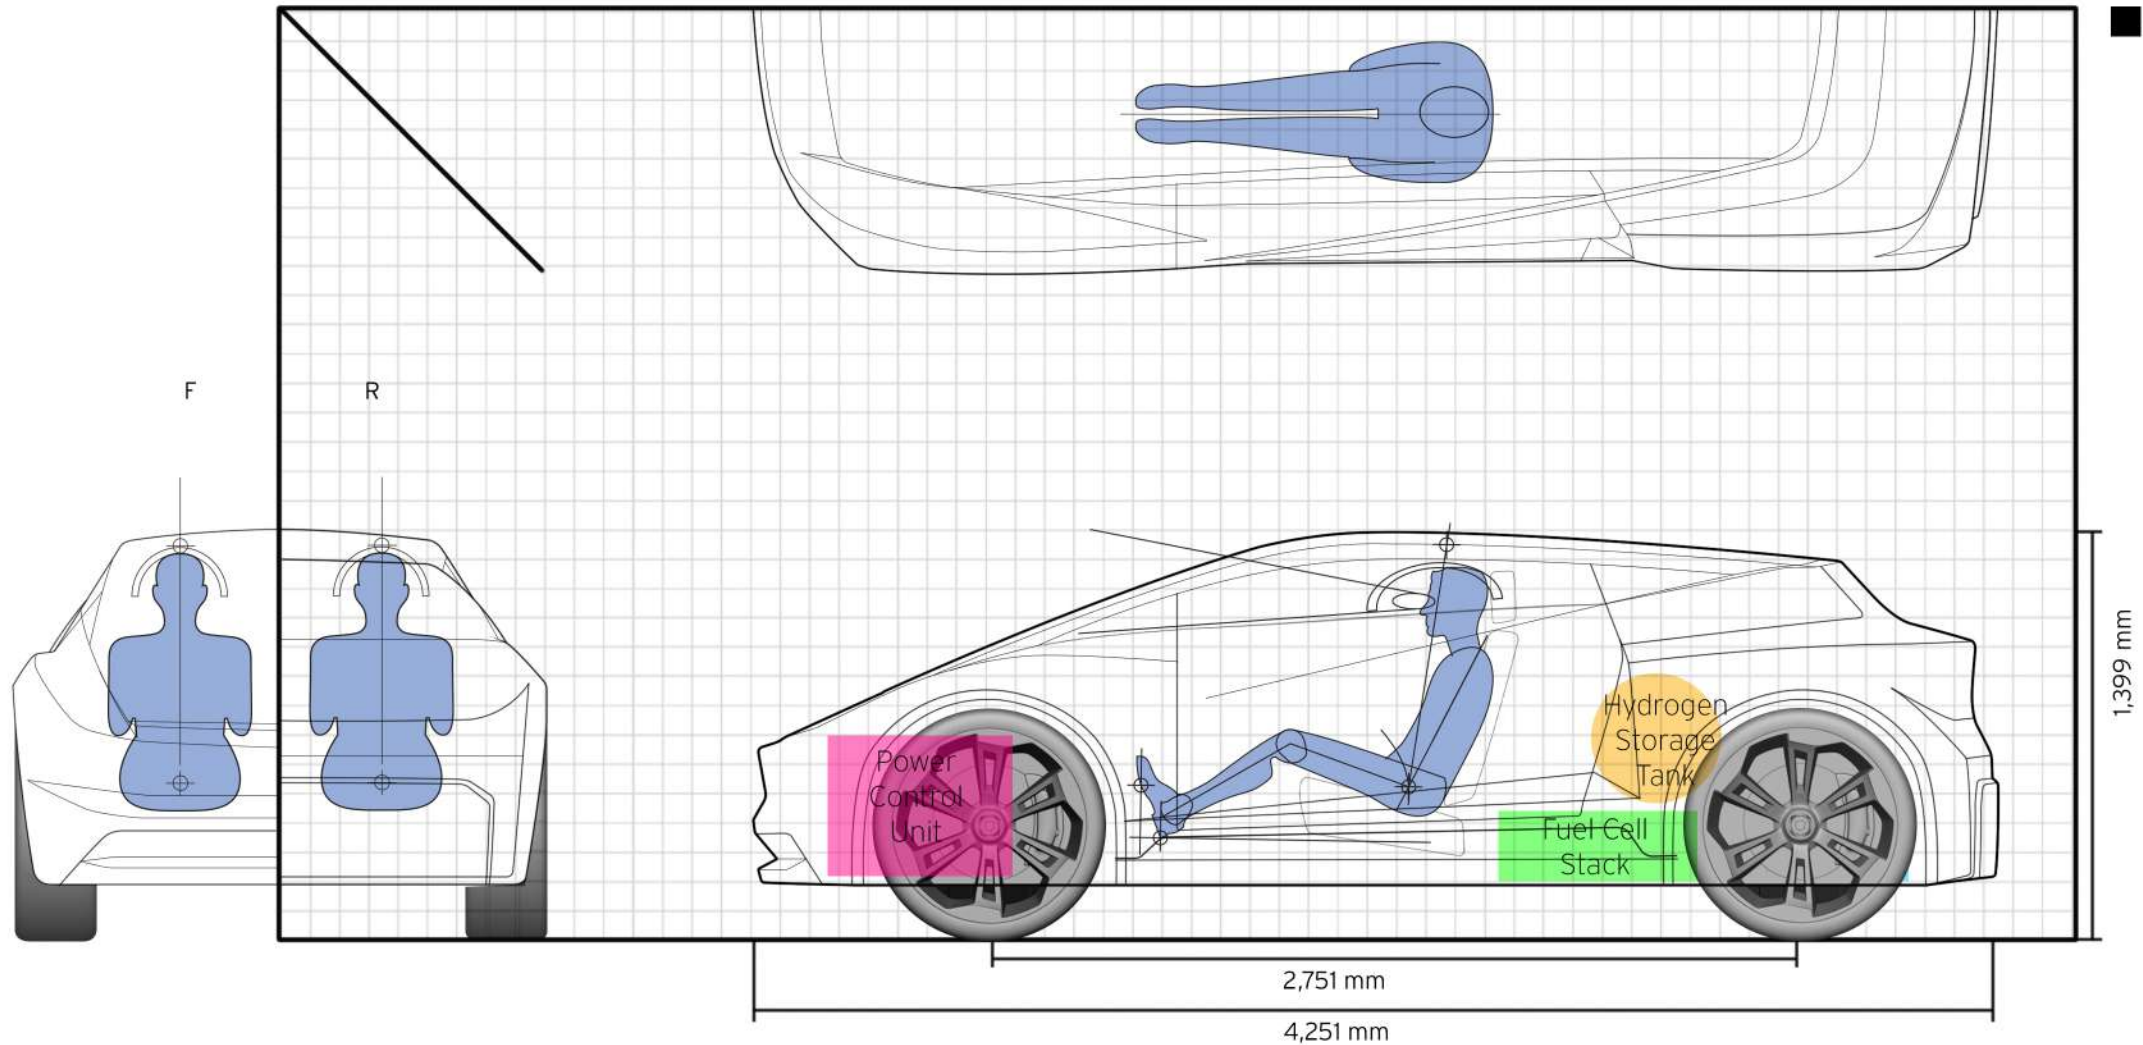 F
R
Hydrogen
Storage
Tank
Power
Control
Unit
Fuel Cell
Stack
1,399 mm
2,751 mm
4,251 mm